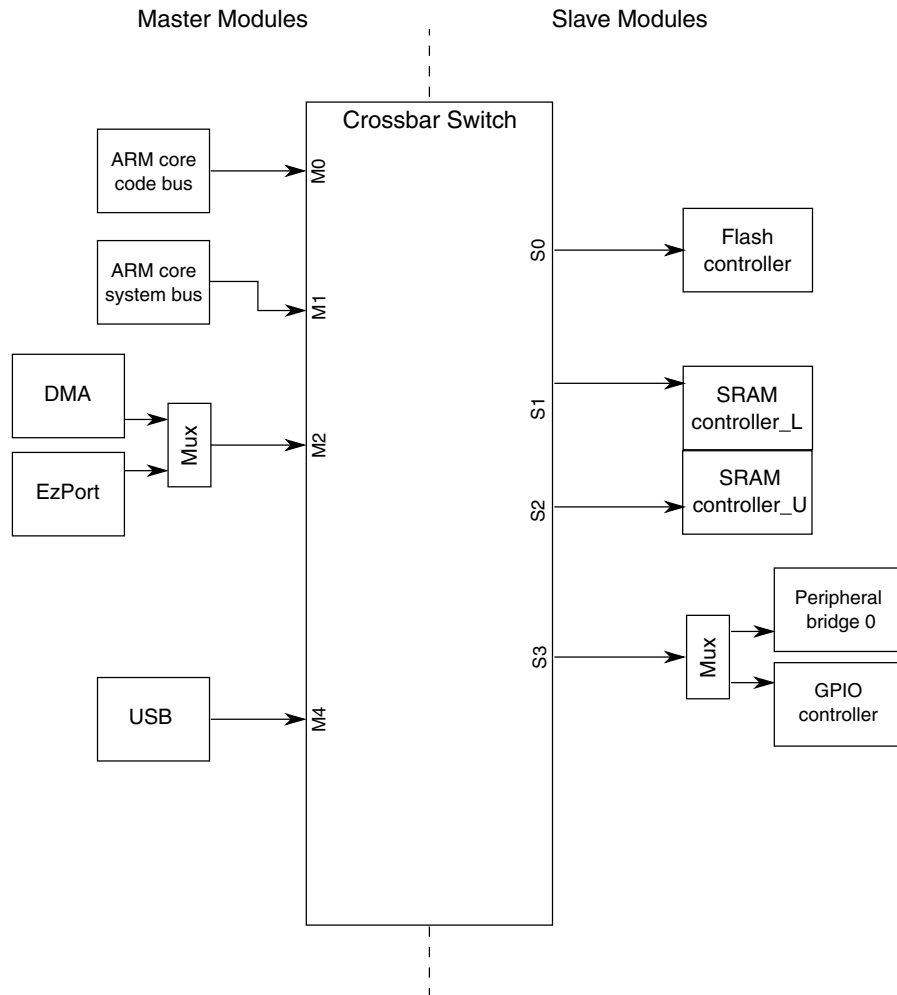 Master Modules
Slave Modules
Crossbar Switch
ARM core
code bus
M0
ARM core
system bus
M1
DMA
EzPort
Mux
M2
USB
M4
S0
Flash
controller
S1
SRAM
controller_L
S2
SRAM
controller_U
S3
Mux
Peripheral
bridge 0
GPIO
controller